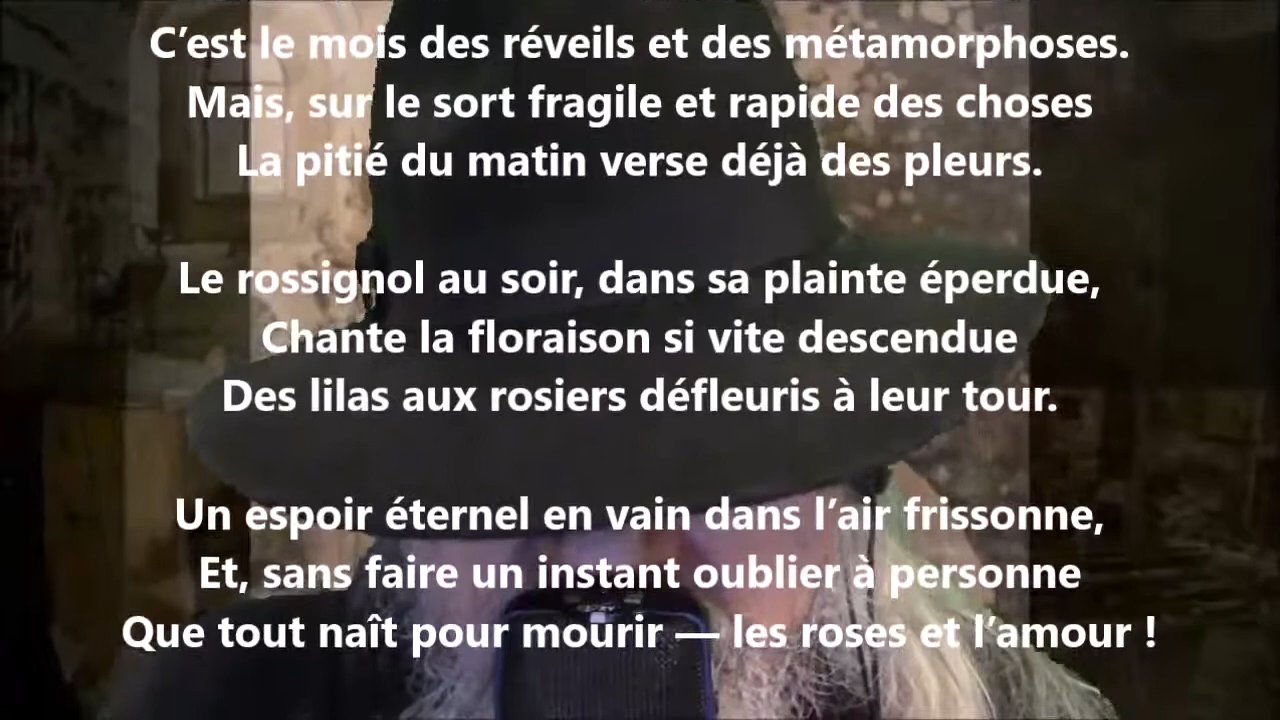 C’est le mois des réveils et des métamorphoses.
Mais, sur le sort fragile et rapide des choses
La pitié du matin verse déjà des pleurs.
Le rossignol au soir, dans sa plainte éperdue,
Chante la floraison si vite descendue
Des lilas aux rosiers défleuris à leur tour.
Un espoir éternel en vain dans l’air frissonne,
Et, sans faire un instant oublier à personne
Que tout naît pour mourir — les roses et l’amour !